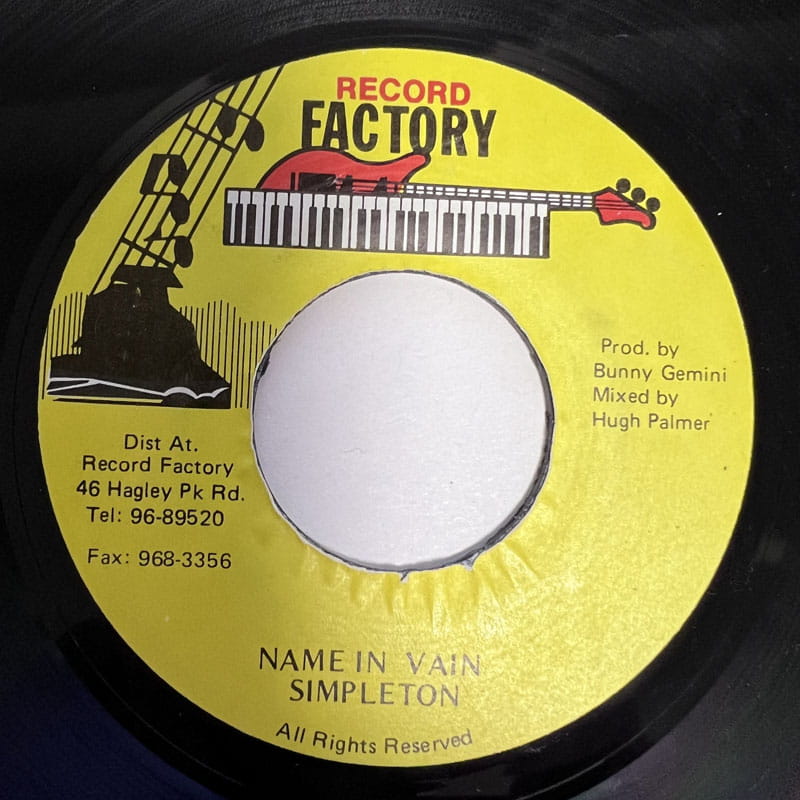 RECORD
FACTORY
Prod. by
Bunny Gemini
Mixed by
Hugh Palmer
Dist At.
Record Factory
46 Hagley Pk Rd.
Tel: 96-89520
Fax: 968-3356
NAME IN VAIN
SIMPLETON
All Rights Reserved